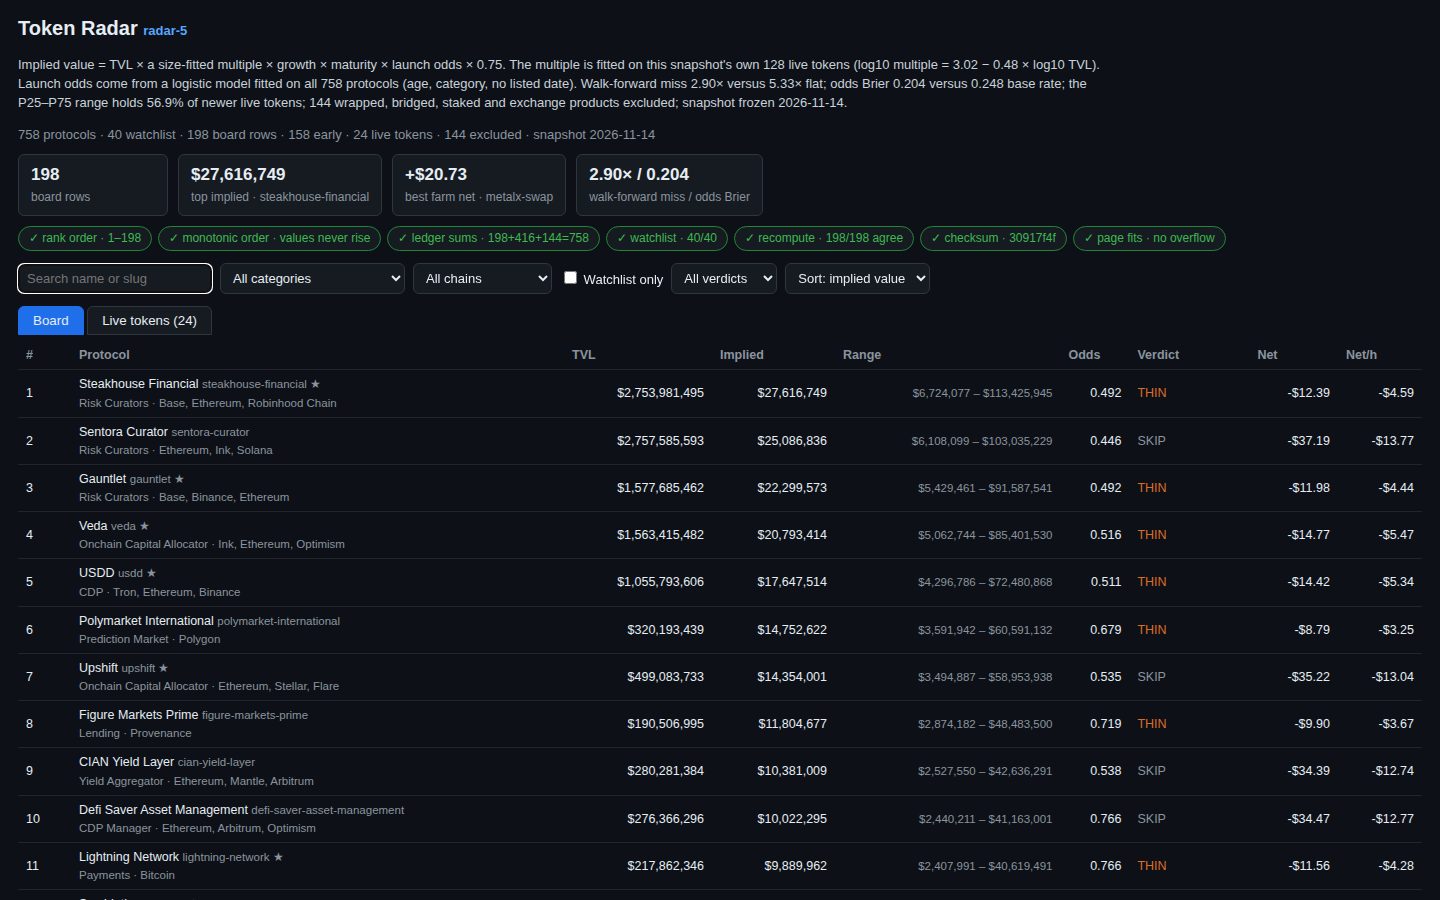 Token Radar radar-5
Implied value = TVL × a size-fitted multiple × growth × maturity × launch odds × 0.75. The multiple is fitted on this snapshot's own 128 live tokens (log10 multiple = 3.02 − 0.48 × log10 TVL).
Launch odds come from a logistic model fitted on all 758 protocols (age, category, no listed date). Walk-forward miss 2.90× versus 5.33× flat; odds Brier 0.204 versus 0.248 base rate; the
P25–P75 range holds 56.9% of newer live tokens; 144 wrapped, bridged, staked and exchange products excluded; snapshot frozen 2026-11-14.
758 protocols · 40 watchlist · 198 board rows · 158 early · 24 live tokens · 144 excluded · snapshot 2026-11-14
198 $27,616,749 +$20.73 2.90× / 0.204
board rows top implied · steakhouse-financial best farm net · metalx-swap walk-forward miss / odds Brier
✓ rank order · 1–198 ✓ monotonic order · values never rise ✓ ledger sums · 198+416+144=758 ✓ watchlist · 40/40 ✓ recompute · 198/198 agree ✓ checksum · 30917f4f ✓ page fits · no overflow
Search name or slug All categories All chains Watchlist only All verdicts Sort: implied value
Board Live tokens (24)
# Protocol TVL Implied Range Odds Verdict Net Net/h
1 Steakhouse Financial steakhouse-financial ★ $2,753,981,495 $27,616,749 $6,724,077 – $113,425,945 0.492 THIN -$12.39 -$4.59
Risk Curators · Base, Ethereum, Robinhood Chain
2 Sentora Curator sentora-curator $2,757,585,593 $25,086,836 $6,108,099 – $103,035,229 0.446 SKIP -$37.19 -$13.77
Risk Curators · Ethereum, Ink, Solana
3 Gauntlet gauntlet ★ $1,577,685,462 $22,299,573 $5,429,461 – $91,587,541 0.492 THIN -$11.98 -$4.44
Risk Curators · Base, Binance, Ethereum
4 Veda veda ★ $1,563,415,482 $20,793,414 $5,062,744 – $85,401,530 0.516 THIN -$14.77 -$5.47
Onchain Capital Allocator · Ink, Ethereum, Optimism
5 USDD usdd ★ $1,055,793,606 $17,647,514 $4,296,786 – $72,480,868 0.511 THIN -$14.42 -$5.34
CDP · Tron, Ethereum, Binance
6 Polymarket International polymarket-international $320,193,439 $14,752,622 $3,591,942 – $60,591,132 0.679 THIN -$8.79 -$3.25
Prediction Market · Polygon
7 Upshift upshift ★ $499,083,733 $14,354,001 $3,494,887 – $58,953,938 0.535 SKIP -$35.22 -$13.04
Onchain Capital Allocator · Ethereum, Stellar, Flare
8 Figure Markets Prime figure-markets-prime $190,506,995 $11,804,677 $2,874,182 – $48,483,500 0.719 THIN -$9.90 -$3.67
Lending · Provenance
9 CIAN Yield Layer cian-yield-layer $280,281,384 $10,381,009 $2,527,550 – $42,636,291 0.538 SKIP -$34.39 -$12.74
Yield Aggregator · Ethereum, Mantle, Arbitrum
10 Defi Saver Asset Management defi-saver-asset-management $276,366,296 $10,022,295 $2,440,211 – $41,163,001 0.766 SKIP -$34.47 -$12.77
CDP Manager · Ethereum, Arbitrum, Optimism
11 Lightning Network lightning-network ★ $217,862,346 $9,889,962 $2,407,991 – $40,619,491 0.766 THIN -$11.56 -$4.28
Payments · Bitcoin